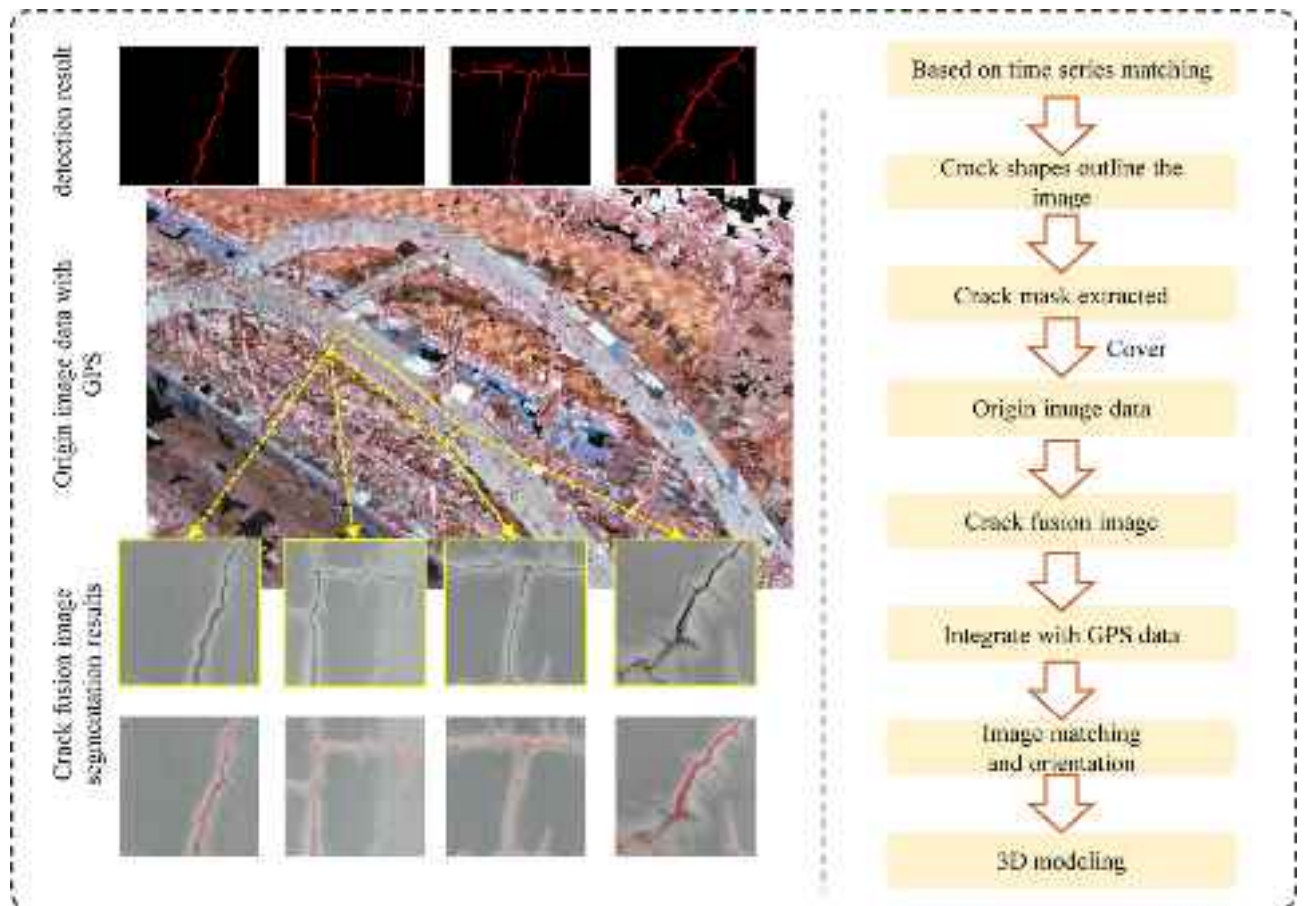 detection result
Origin image data with
GPS
Crack fusion image
segmentation results
Based on time series matching
Crack shapes outline the
image
Crack mask extracted
Cover
Origin image data
Crack fusion image
Integrate with GPS data
Image matching
and orientation
3D modeling